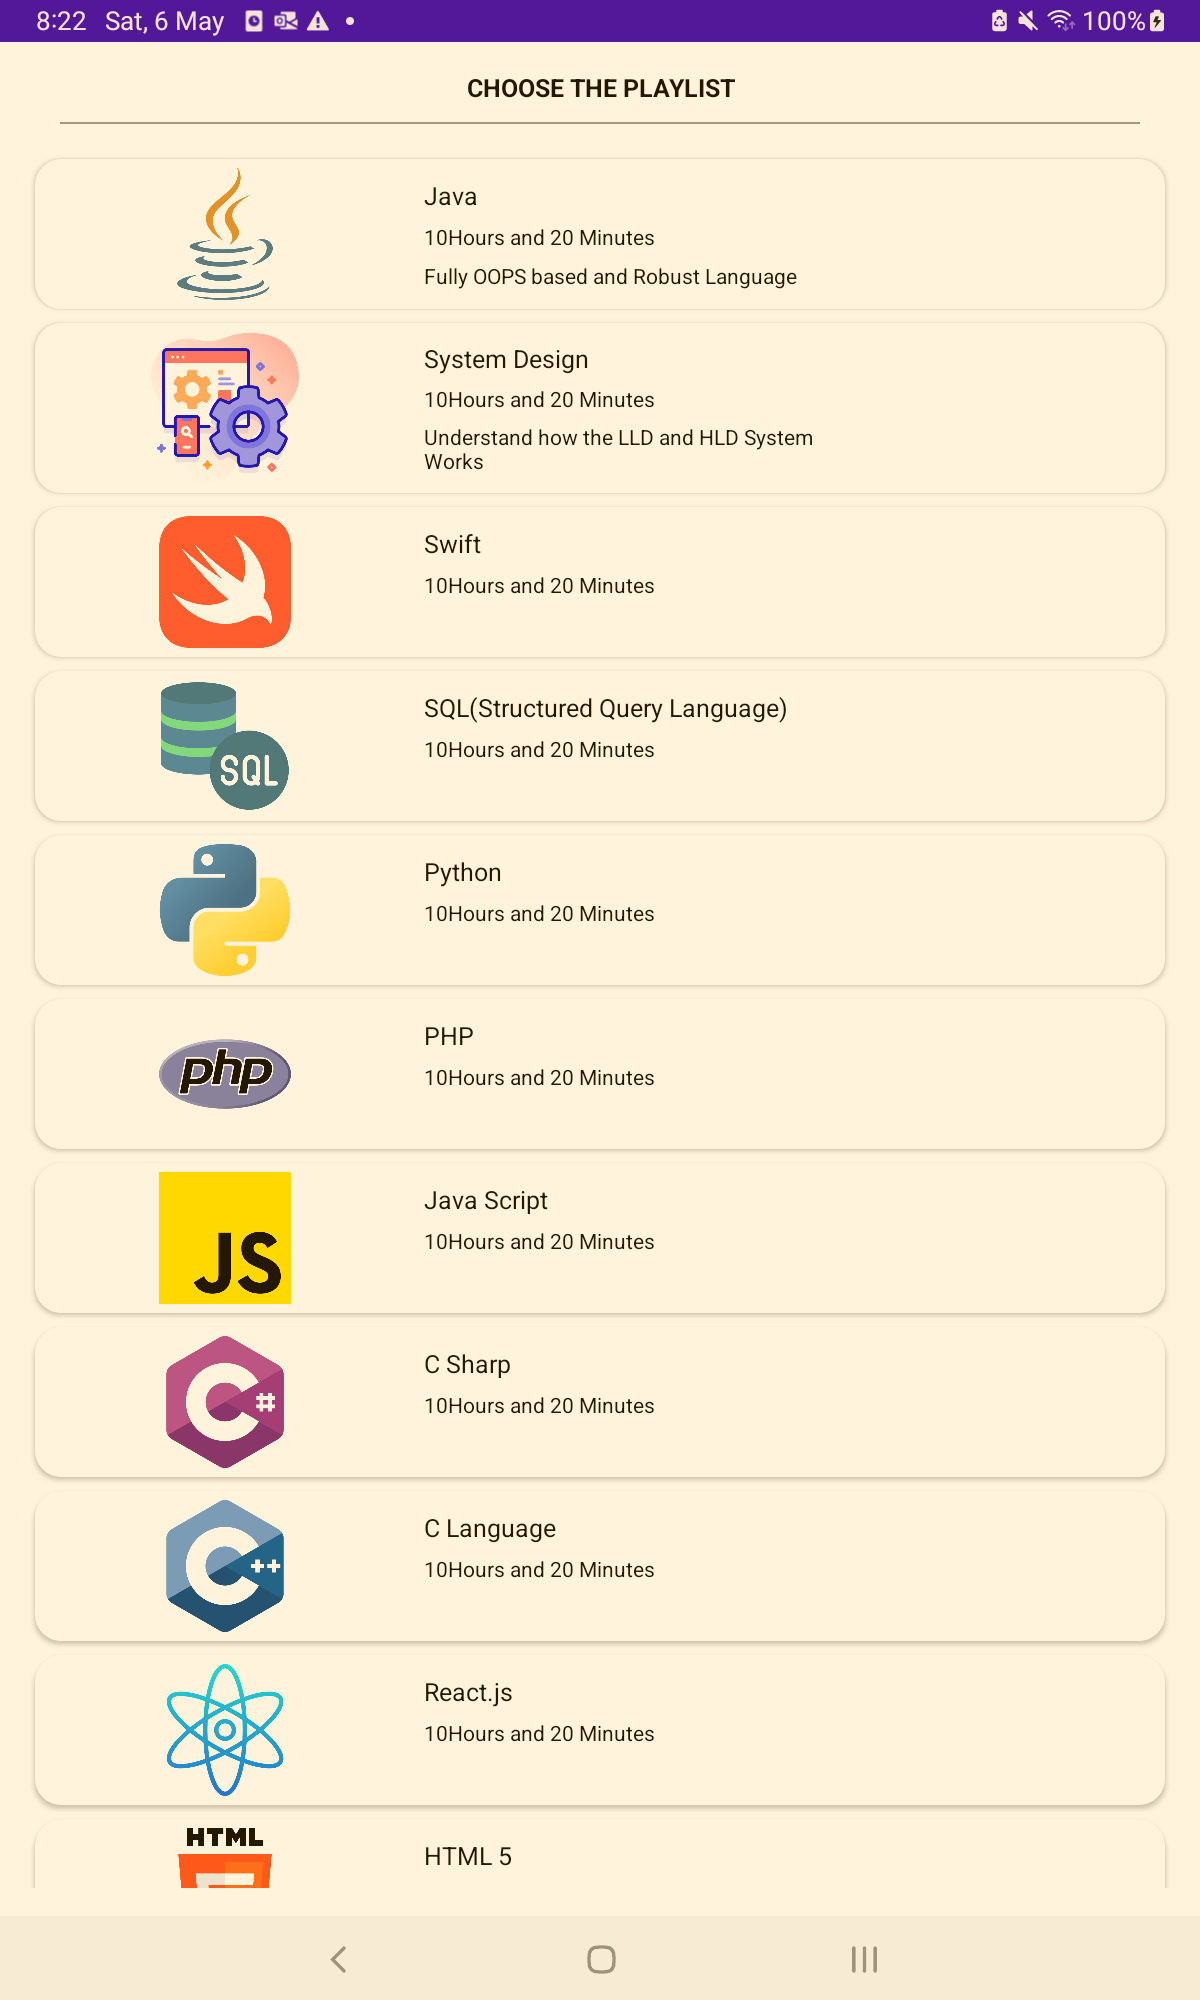 8:22 Sat, 6 May 100%
CHOOSE THE PLAYLIST
Java
10Hours and 20 Minutes
Fully OOPS based and Robust Language
System Design
10Hours and 20 Minutes
Understand how the LLD and HLD System
Works
Swift
10Hours and 20 Minutes
SQL
SQL(Structured Query Language)
10Hours and 20 Minutes
Python
10Hours and 20 Minutes
php
PHP
10Hours and 20 Minutes
JS
Java Script
10Hours and 20 Minutes
C#
C Sharp
10Hours and 20 Minutes
C++
C Language
10Hours and 20 Minutes
React.js
10Hours and 20 Minutes
HTML
HTML 5